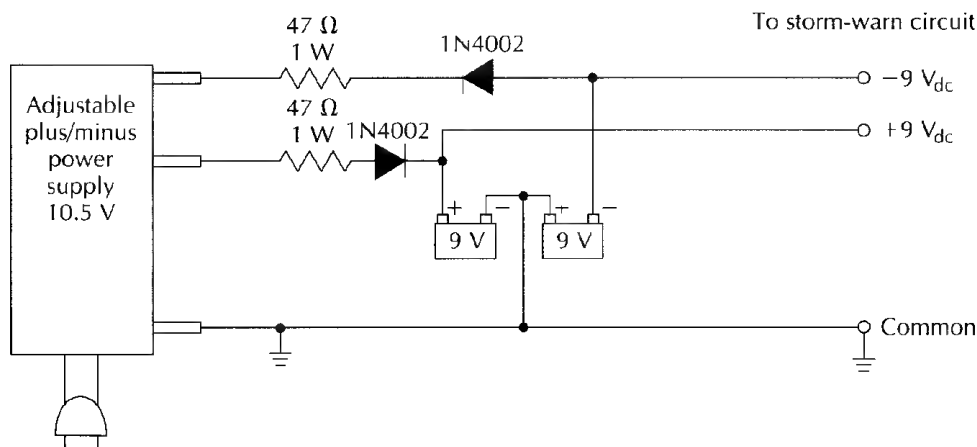 To storm-warn circuit
47 Ω
1 W
1N4002
−9 Vdc
Adjustable
plus/minus
power
supply
10.5 V
47 Ω
1 W
1N4002
+9 Vdc
+ −
+ −
9 V
9 V
Common